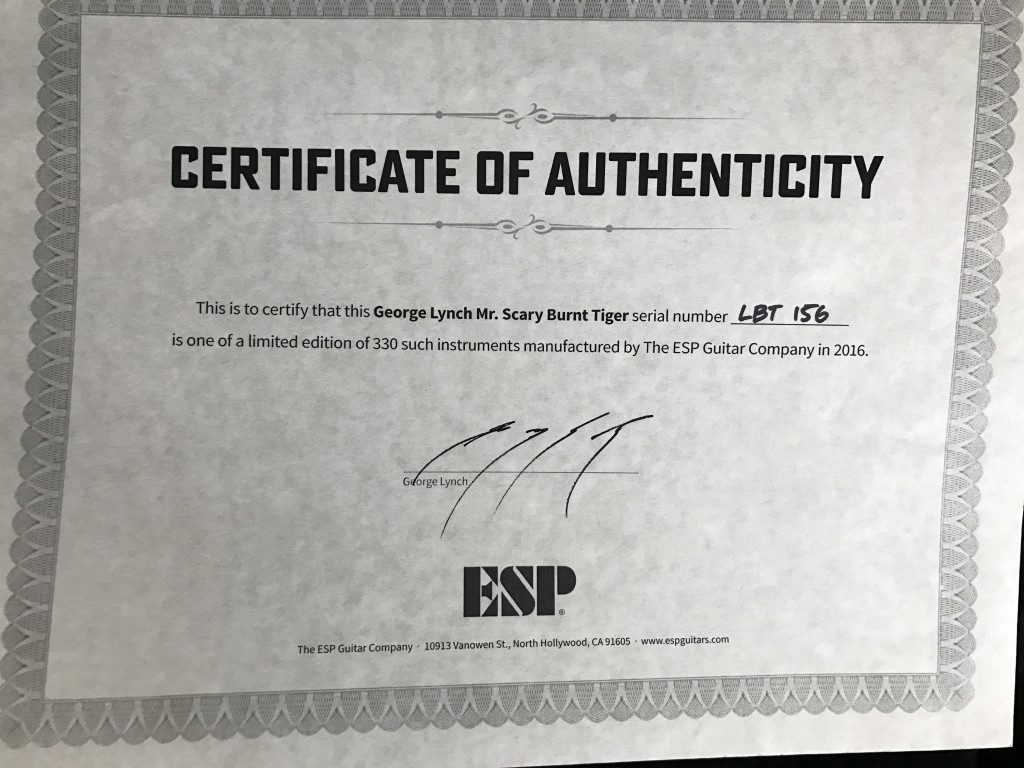 CERTIFICATE OF AUTHENTICITY
This is to certify that this George Lynch Mr. Scary Burnt Tiger serial number LBT 156
is one of a limited edition of 330 such instruments manufactured by The ESP Guitar Company in 2016.
George Lynch
ESP®
The ESP Guitar Company · 10913 Vanowen St., North Hollywood, CA 91605 · www.espguitars.com